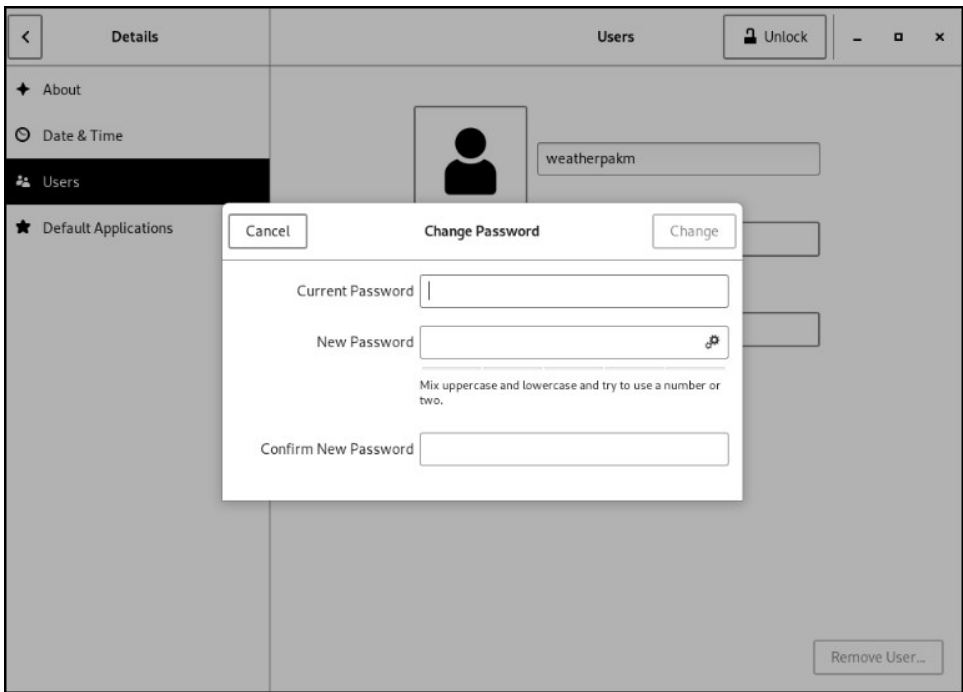 Details
Users
Unlock
About
Date & Time
Users
Default Applications
weatherpakm
Cancel
Change Password
Change
Current Password
New Password
Mix uppercase and lowercase and try to use a number or
two.
Confirm New Password
Remove User...